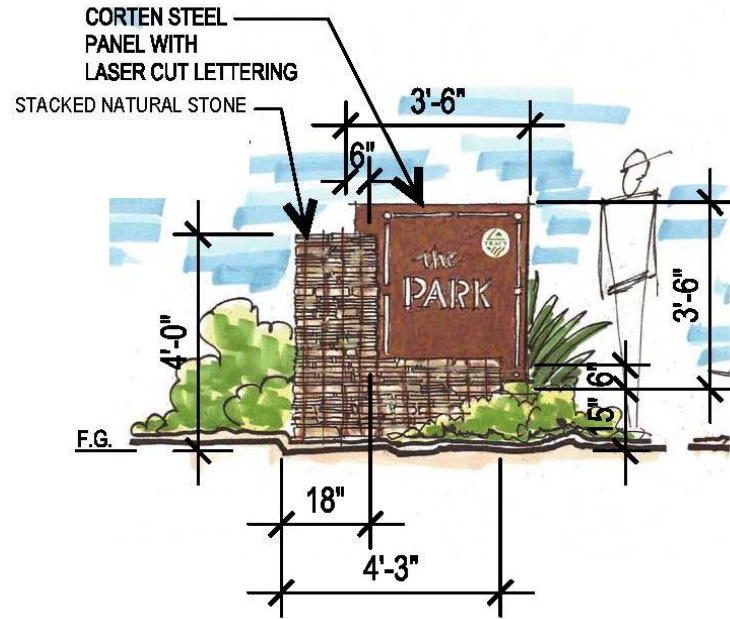 CORTEN STEEL
PANEL WITH
LASER CUT LETTERING
STACKED NATURAL STONE
3'-6"
6"
TRACY
the
PARK
3'-6"
4'-0"
6"
15"
F.G.
18"
4'-3"